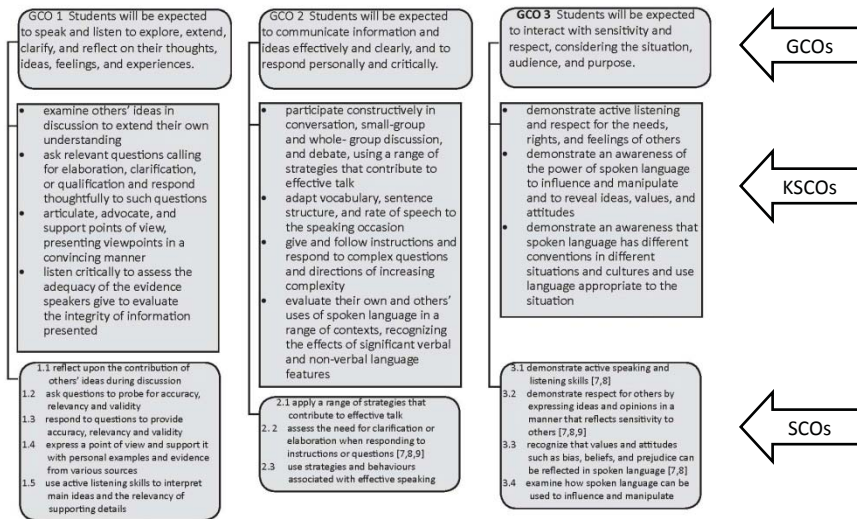 GCO 1 Students will be expected
to speak and listen to explore, extend,
clarify, and reflect on their thoughts,
ideas, feelings, and experiences.
• examine others' ideas in
discussion to extend their own
understanding
• ask relevant questions calling
for elaboration, clarification,
or qualification and respond
thoughtfully to such questions
• articulate, advocate, and
support points of view,
presenting viewpoints in a
convincing manner
• listen critically to assess the
adequacy of the evidence
speakers give to evaluate
the integrity of information
presented
1.1 reflect upon the contribution of
others' ideas during discussion
1.2 ask questions to probe for accuracy,
relevancy and validity
1.3 respond to questions to provide
accuracy, relevancy and validity
1.4 express a point of view and support it
with personal examples and evidence
from various sources
1.5 use active listening skills to interpret
main ideas and the relevancy of
supporting details
GCO 2 Students will be expected
to communicate information and
ideas effectively and clearly, and to
respond personally and critically.
• participate constructively in
conversation, small-group
and whole- group discussion,
and debate, using a range of
strategies that contribute to
effective talk
• adapt vocabulary, sentence
structure, and rate of speech to
the speaking occasion
• give and follow instructions and
respond to complex questions
and directions of increasing
complexity
• evaluate their own and others'
uses of spoken language in a
range of contexts, recognizing
the effects of significant verbal
and non-verbal language
features
2.1 apply a range of strategies that
contribute to effective talk
2. 2 assess the need for clarification or
elaboration when responding to
instructions or questions [7,8,9]
2.3 use strategies and behaviours
associated with effective speaking
GCO 3 Students will be expected
to interact with sensitivity and
respect, considering the situation,
audience, and purpose.
• demonstrate active listening
and respect for the needs,
rights, and feelings of others
• demonstrate an awareness of
the power of spoken language
to influence and manipulate
and to reveal ideas, values, and
attitudes
• demonstrate an awareness that
spoken language has different
conventions in different
situations and cultures and use
language appropriate to the
situation
3.1 demonstrate active speaking and
listening skills [7,8]
3.2 demonstrate respect for others by
expressing ideas and opinions in a
manner that reflects sensitivity to
others [7,8,9]
3.3 recognize that values and attitudes
such as bias, beliefs, and prejudice can
be reflected in spoken language [7,8]
3.4 examine how spoken language can be
used to influence and manipulate
GCOs
KSCOs
SCOs